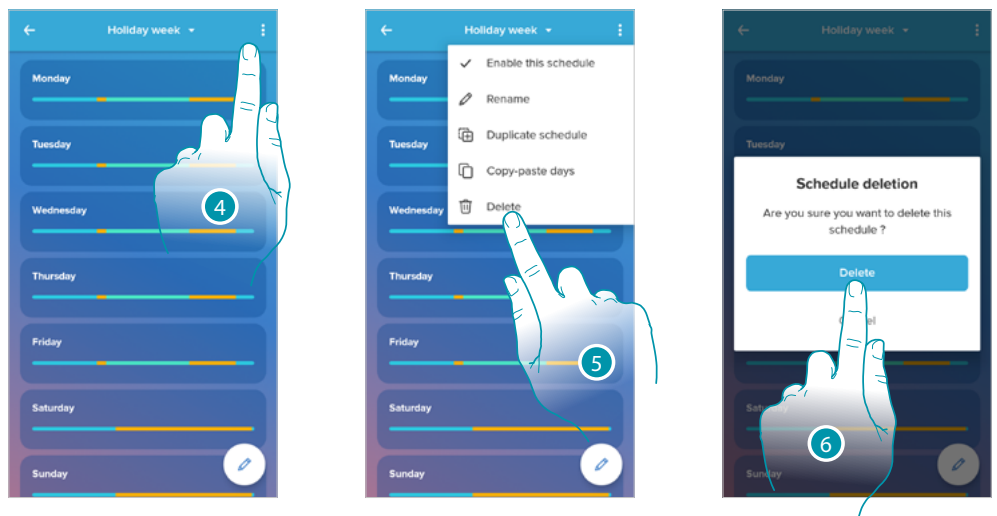 Holiday week
Monday
Tuesday
Wednesday
Thursday
Friday
Saturday
Sunday
4
Holiday week
Monday
Tuesday
Wednesday
Thursday
Friday
Saturday
Sunday
Enable this schedule
Rename
Duplicate schedule
Copy-paste days
Delete
5
Holiday week
Monday
Tuesday
Schedule deletion
Are you sure you want to delete this
schedule ?
Delete
Saturday
Sunday
6